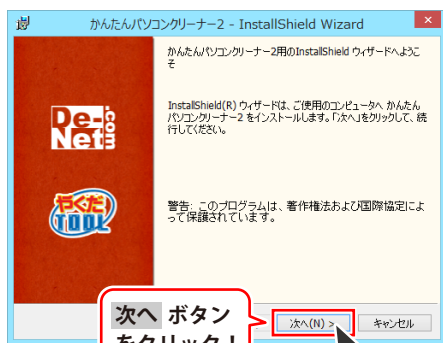 かんたんパソコンクリーナー2 - InstallShield Wizard
かんたんパソコンクリーナー2用のInstallShield ウィザードへようこ
そ
De-
Net.com
InstallShield(R) ウィザードは、ご使用のコンピュータへ かんたん
パソコンクリーナー2 をインストールします。「次へ」をクリックして、続
行してください。
やくだつ
TOOL
警告: このプログラムは、著作権法および国際協定によ
って保護されています。
次へ ボタン
をクリック!
次へ(N) >
キャンセル